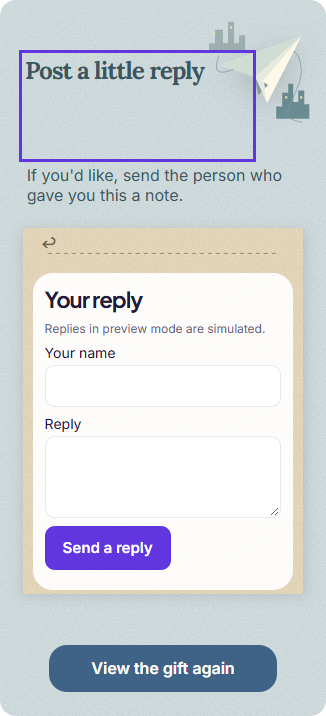 Post a little reply
If you'd like, send the person who
gave you this a note.
Your reply
Replies in preview mode are simulated.
Your name
Reply
Send a reply
View the gift again